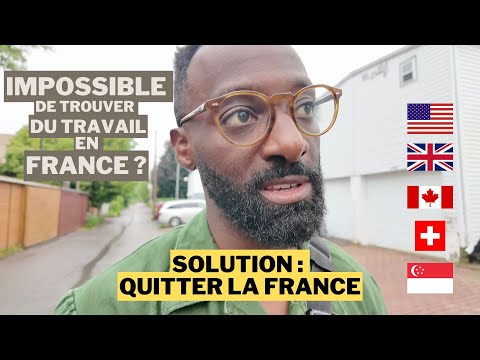 IMPOSSIBLE
DE TROUVER
DU TRAVAIL
EN
FRANCE ?
SOLUTION :
QUITTER LA FRANCE